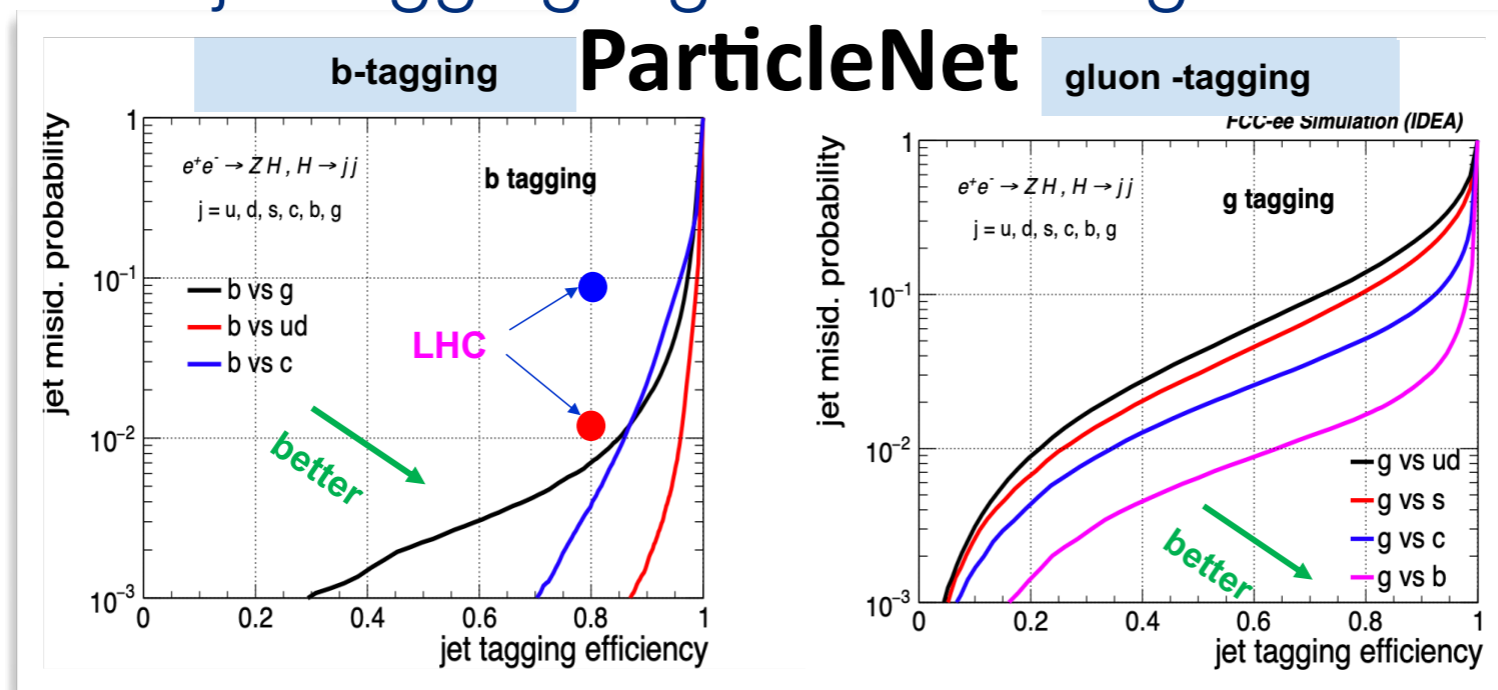 ParticleNet
b-tagging
jet misid. probability
1
10⁻¹
10⁻²
10⁻³
e⁺e⁻ → Z H , H → jj
j = u, d, s, c, b, g
b tagging
b vs g
b vs ud
b vs c
LHC
better
0 0.2 0.4 0.6 0.8 1
jet tagging efficiency
gluon -tagging
FCC-ee Simulation (IDEA)
jet misid. probability
1
10⁻¹
10⁻²
10⁻³
e⁺e⁻ → Z H , H → jj
j = u, d, s, c, b, g
g tagging
g vs ud
g vs s
g vs c
g vs b
better
0 0.2 0.4 0.6 0.8 1
jet tagging efficiency